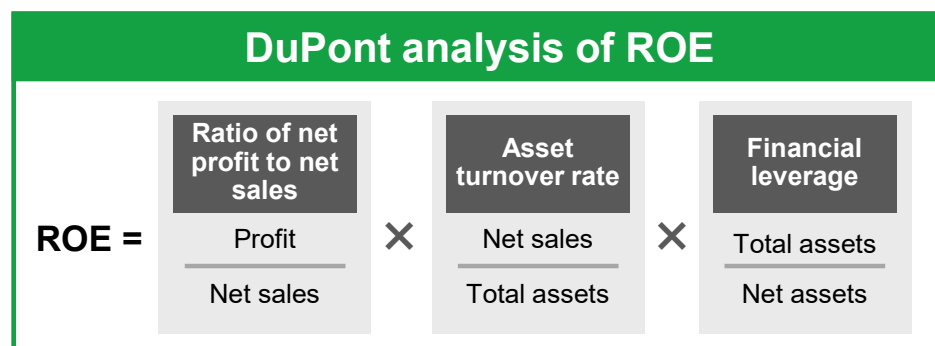 DuPont analysis of ROE
ROE =
Ratio of net
profit to net
sales
Profit
Net sales
×
Asset
turnover rate
Net sales
Total assets
×
Financial
leverage
Total assets
Net assets